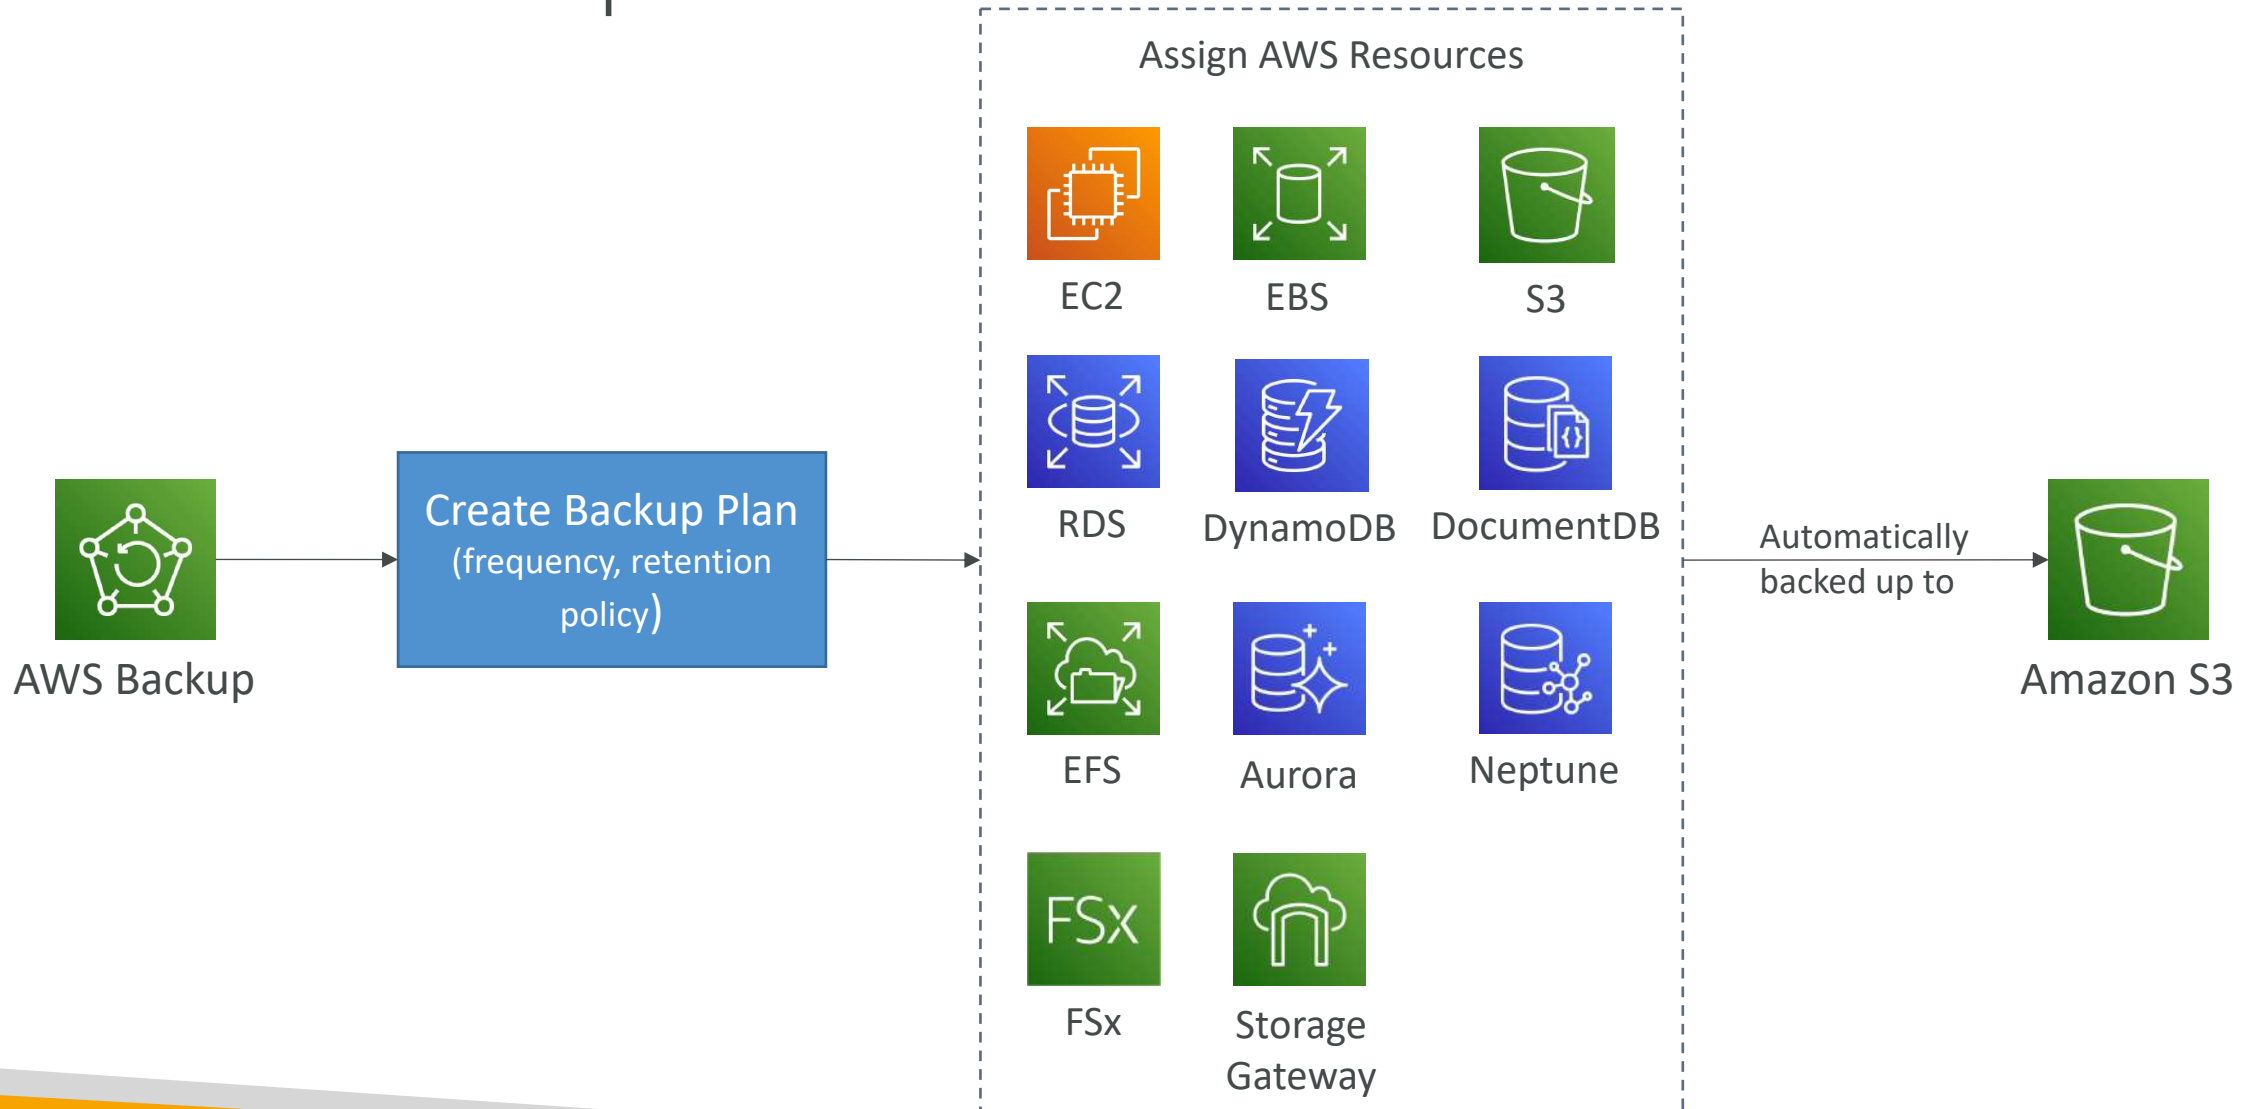 Assign AWS Resources
EC2
EBS
S3
RDS
DynamoDB
DocumentDB
Create Backup Plan
(frequency, retention
policy)
AWS Backup
Automatically
backed up to
Amazon S3
EFS
Aurora
Neptune
FSx
FSx
Storage
Gateway